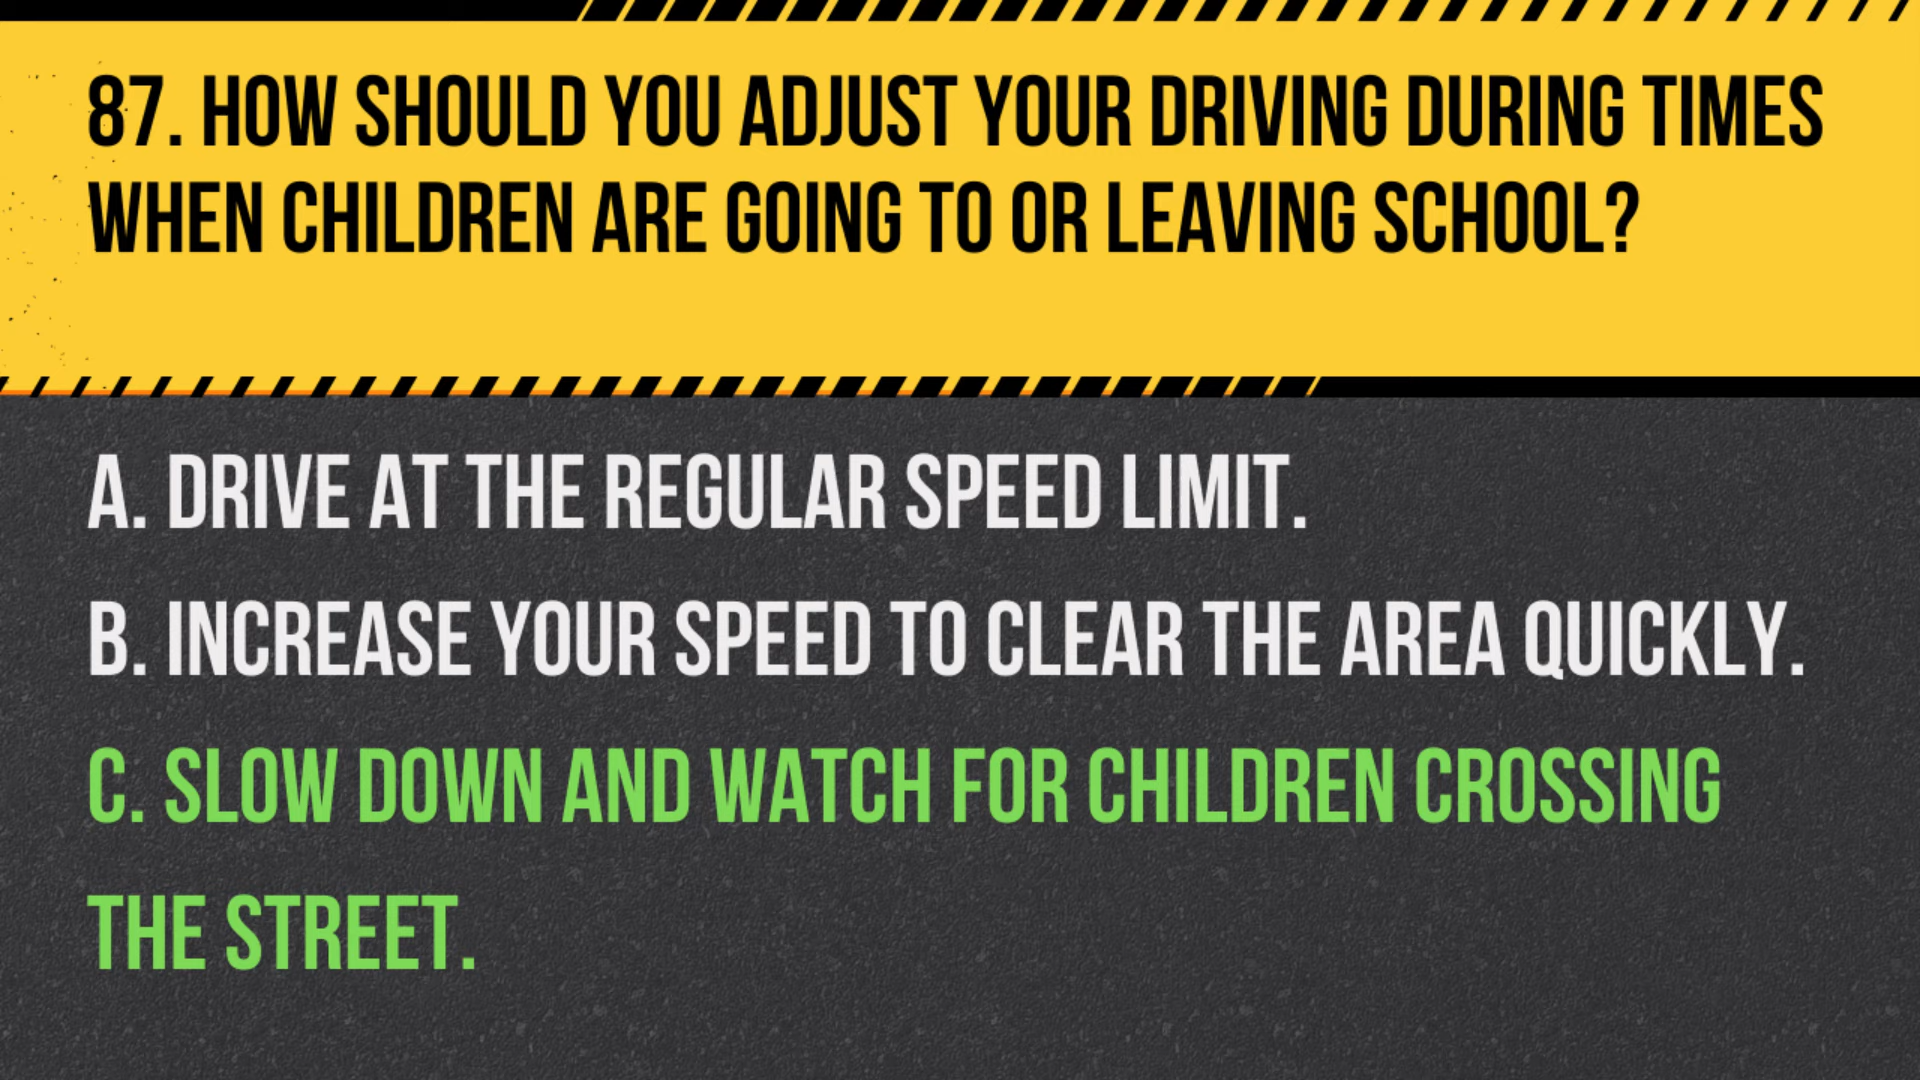 87. HOW SHOULD YOU ADJUST YOUR DRIVING DURING TIMES
WHEN CHILDREN ARE GOING TO OR LEAVING SCHOOL?
A. DRIVE AT THE REGULAR SPEED LIMIT.
B. INCREASE YOUR SPEED TO CLEAR THE AREA QUICKLY.
C. SLOW DOWN AND WATCH FOR CHILDREN CROSSING
THE STREET.